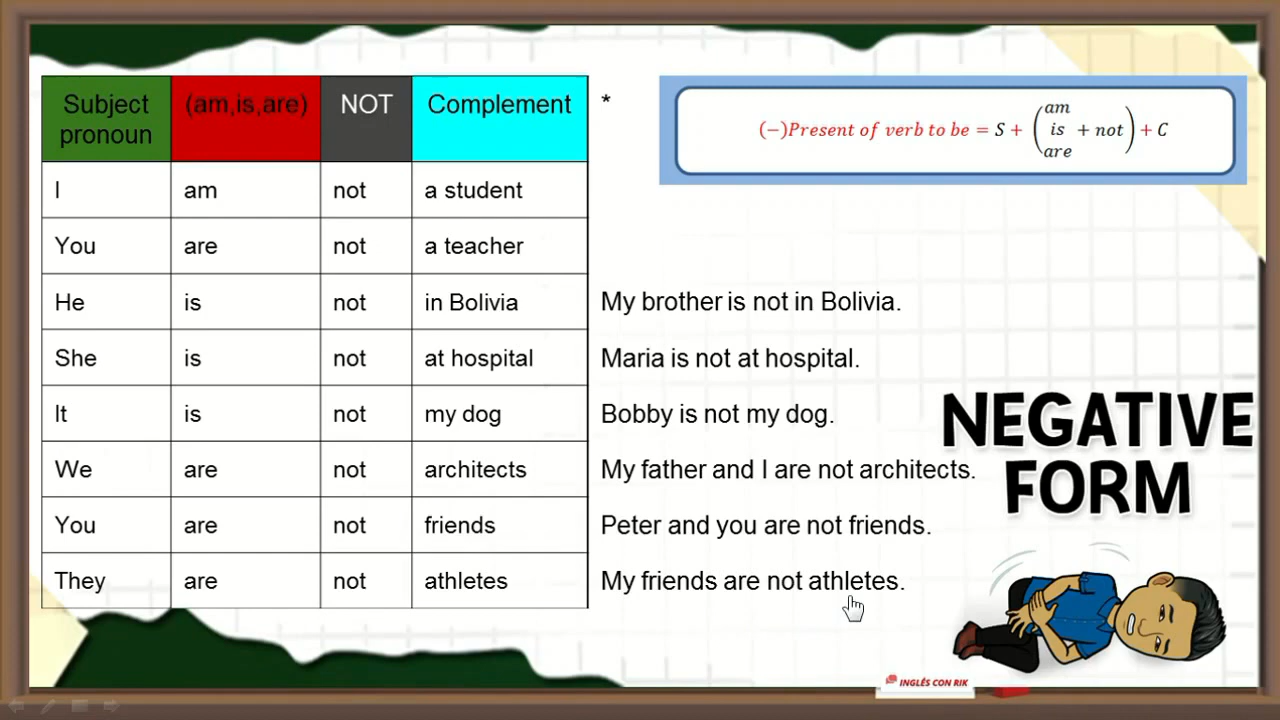 Subject pronoun (am,is,are) NOT Complement *
I am not a student
You are not a teacher
He is not in Bolivia My brother is not in Bolivia.
She is not at hospital Maria is not at hospital.
It is not my dog Bobby is not my dog.
We are not architects My father and I are not architects.
You are not friends Peter and you are not friends.
They are not athletes My friends are not athletes.
(−)Present of verb to be = S + (am is are + not) + C
NEGATIVE
FORM
INGLÉS CON RIK